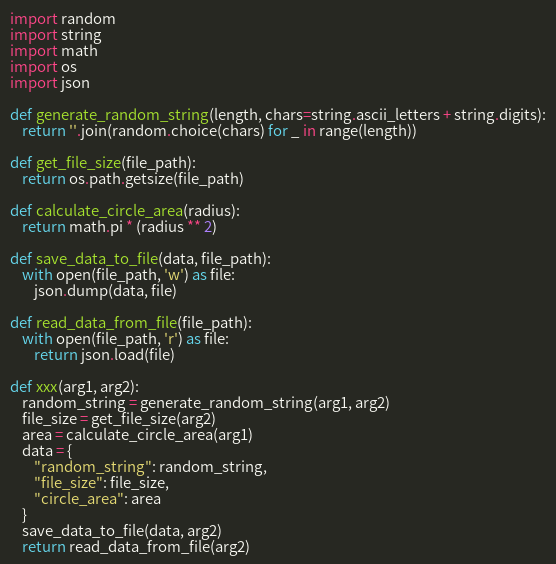 import random
import string
import math
import os
import json

def generate_random_string(length, chars=string.ascii_letters + string.digits):
    return ''.join(random.choice(chars) for _ in range(length))

def get_file_size(file_path):
    return os.path.getsize(file_path)

def calculate_circle_area(radius):
    return math.pi * (radius ** 2)

def save_data_to_file(data, file_path):
    with open(file_path, 'w') as file:
        json.dump(data, file)

def read_data_from_file(file_path):
    with open(file_path, 'r') as file:
        return json.load(file)

def xxx(arg1, arg2):
    random_string = generate_random_string(arg1, arg2)
    file_size = get_file_size(arg2)
    area = calculate_circle_area(arg1)
    data = {
        "random_string": random_string,
        "file_size": file_size,
        "circle_area": area
    }
    save_data_to_file(data, arg2)
    return read_data_from_file(arg2)